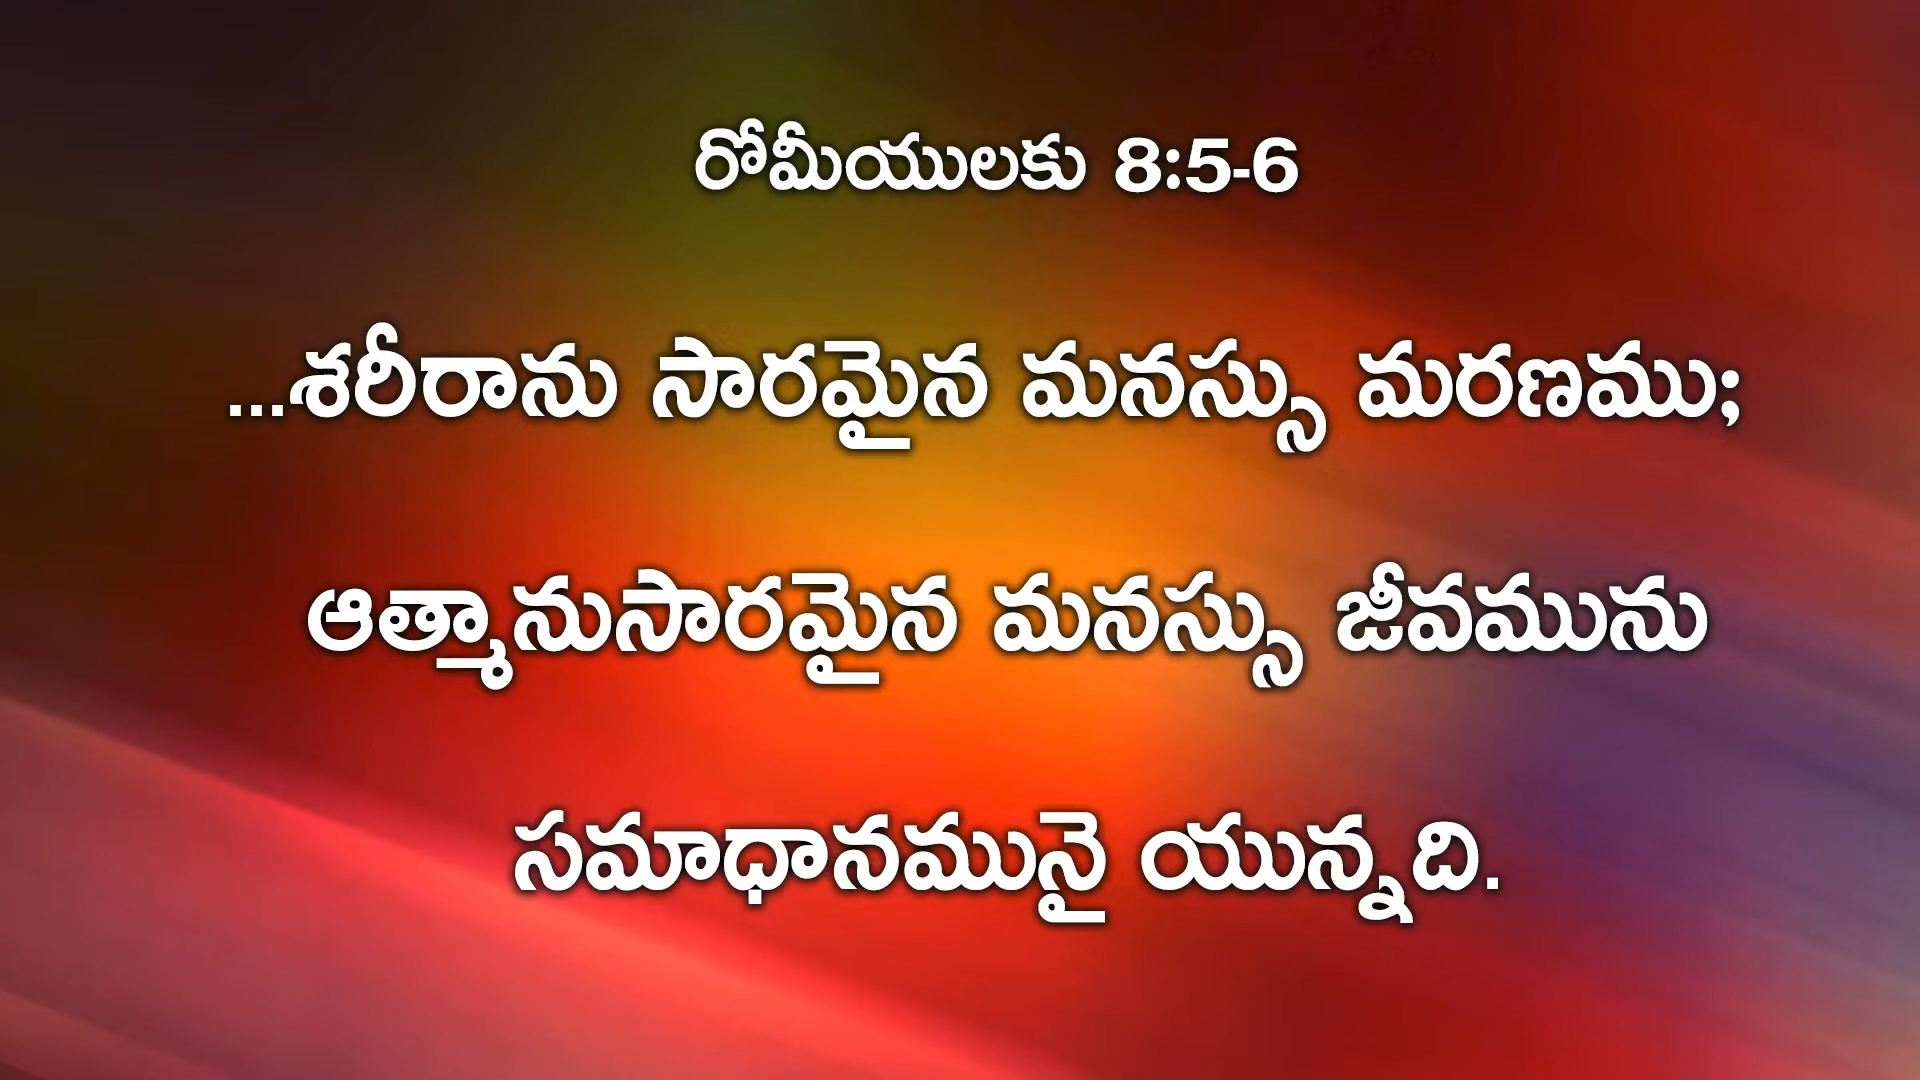 రోమీయులకు 8:5-6
...శరీరాను సారమైన మనస్సు మరణము;
ఆత్మానుసారమైన మనస్సు జీవమును
సమాధానమునై యున్నది.